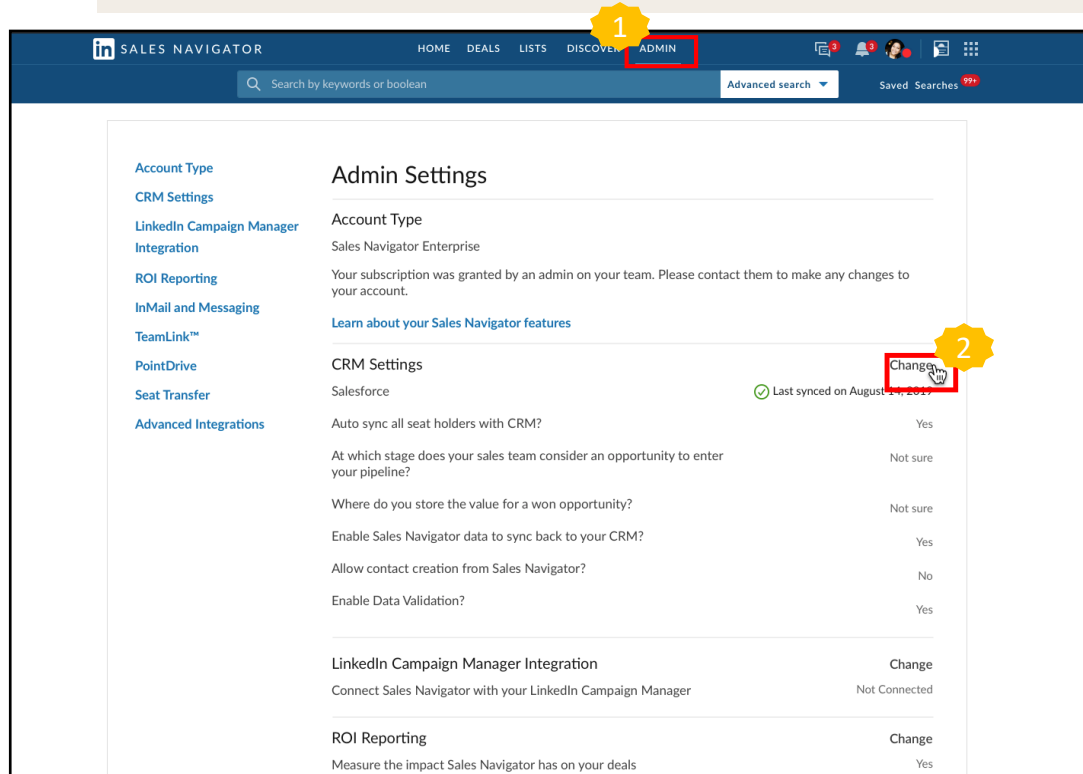 1
in SALES NAVIGATOR HOME DEALS LISTS DISCOVER ADMIN 3 3
Search by keywords or boolean Advanced search Saved Searches 99+
Account Type
CRM Settings
LinkedIn Campaign Manager
Integration
ROI Reporting
InMail and Messaging
TeamLink™
PointDrive
Seat Transfer
Advanced Integrations
Admin Settings
Account Type
Sales Navigator Enterprise
Your subscription was granted by an admin on your team. Please contact them to make any changes to
your account.
Learn about your Sales Navigator features
2
CRM Settings Change
Salesforce Last synced on August 14, 2019
Auto sync all seat holders with CRM? Yes
At which stage does your sales team consider an opportunity to enter
your pipeline? Not sure
Where do you store the value for a won opportunity? Not sure
Enable Sales Navigator data to sync back to your CRM? Yes
Allow contact creation from Sales Navigator? No
Enable Data Validation? Yes
LinkedIn Campaign Manager Integration Change
Connect Sales Navigator with your LinkedIn Campaign Manager Not Connected
ROI Reporting Change
Measure the impact Sales Navigator has on your deals Yes